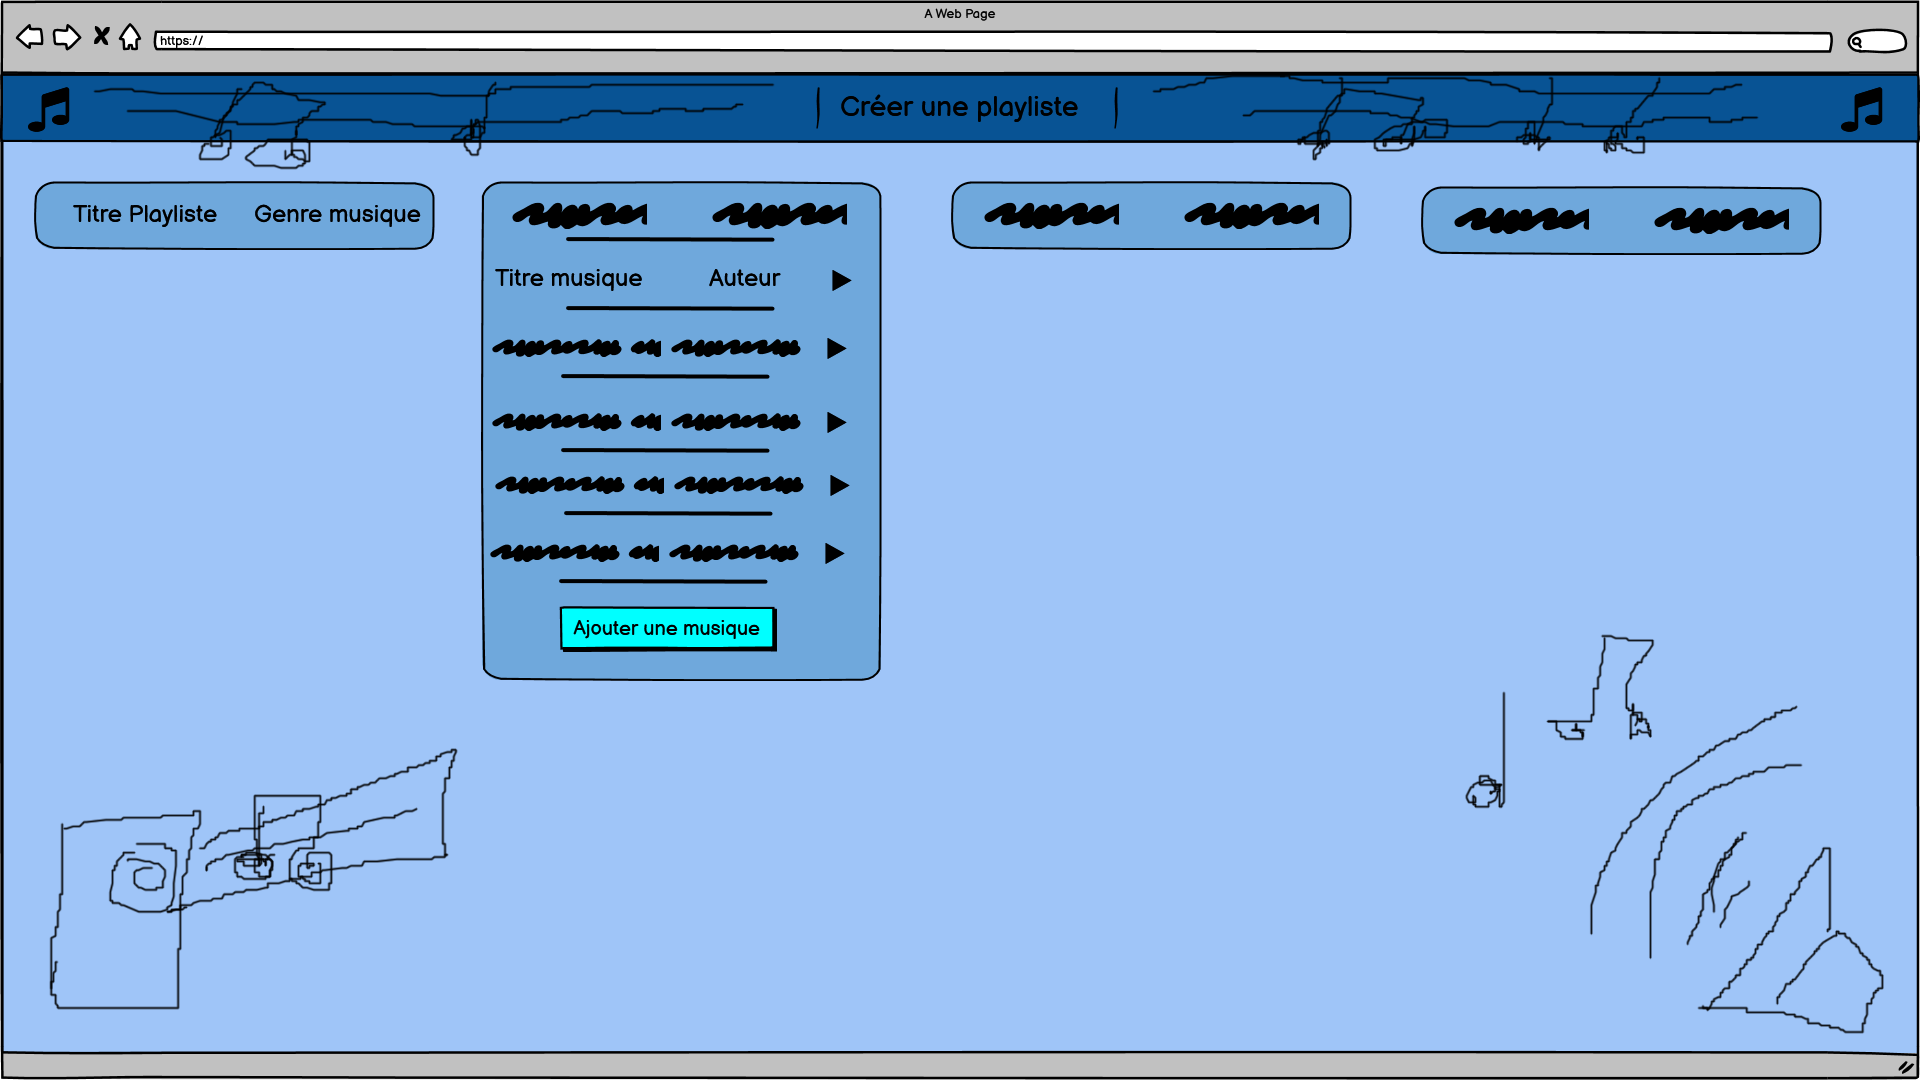 A Web Page
https://
Créer une playliste
Titre Playliste Genre musique
Titre musique Auteur
Ajouter une musique